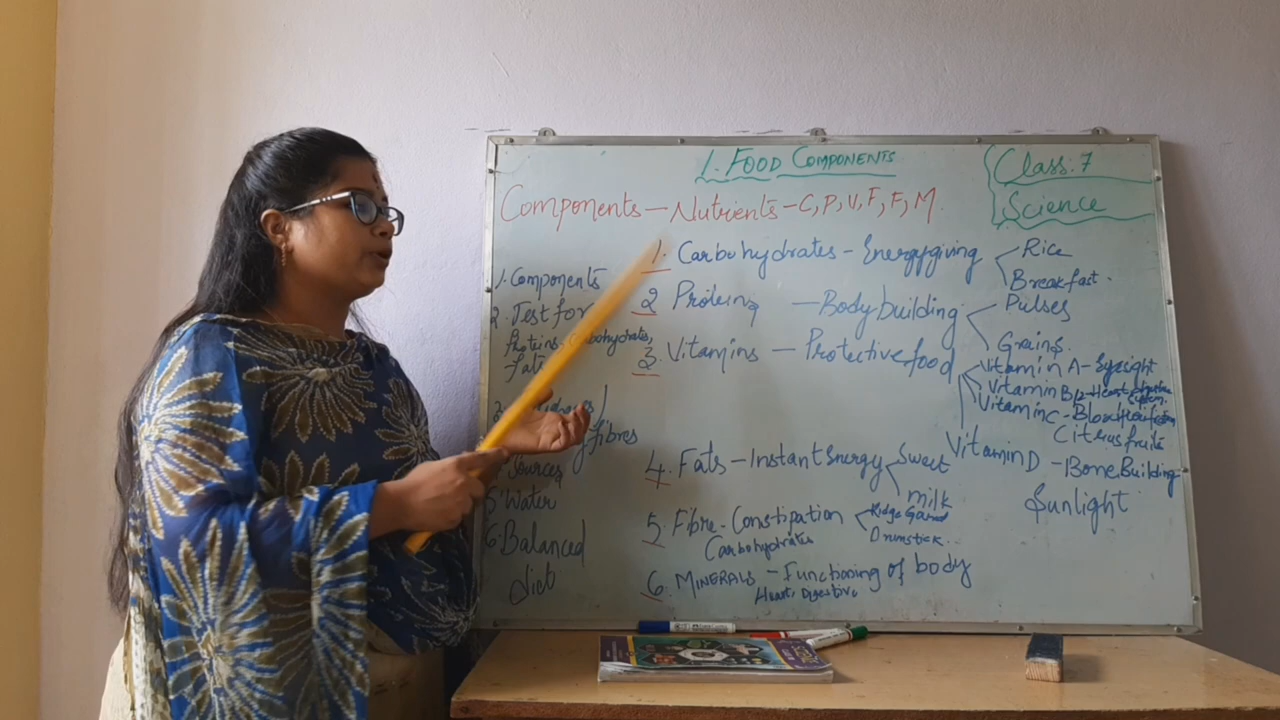 1. FOOD COMPONENTS
Class.7
Science
Components — Nutrients - C, P, V, F, F, M.
1. Components
2. Test for
Proteins, Carbohydrates,
Fats
fibres
Sources
5 Water
6. Balanced
diet
1. Carbohydrates - Energy giving
Rice
Breakfast.
2 Proteins — Body building
Pulses
Grains.
3. Vitamins — Protective food
Vitamin A - Eyesight
Vitamin
system.
Vitamin C - Blood
Citrus fruits
Vitamin D - Bone Building
Sunlight
4. Fats - Instant Energy
Sweet
milk
5. Fibre - Constipation
Carbohydrates
Drumstick..
6. MINERALS - Functioning of body
Heart, Digestive